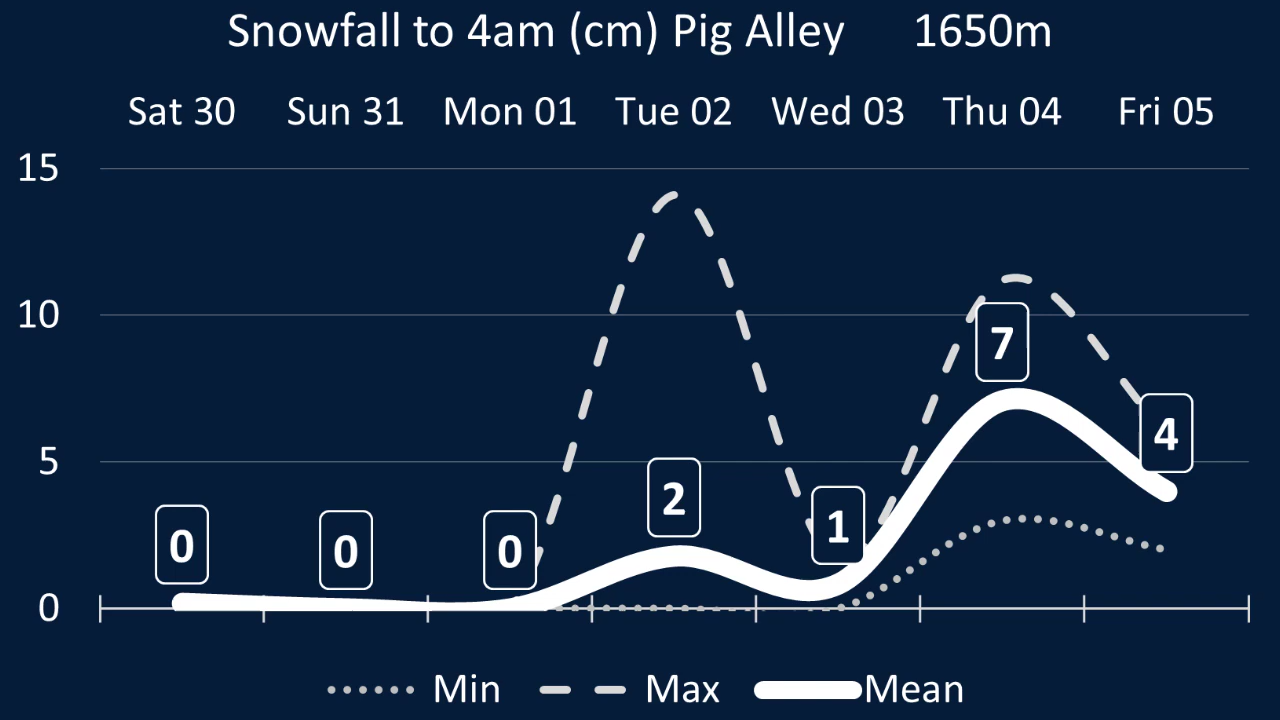 Snowfall to 4am (cm) Pig Alley 1650m
Sat 30 Sun 31 Mon 01 Tue 02 Wed 03 Thu 04 Fri 05
15
10
7
4
5
2
1
0 0 0
0
Min Max Mean